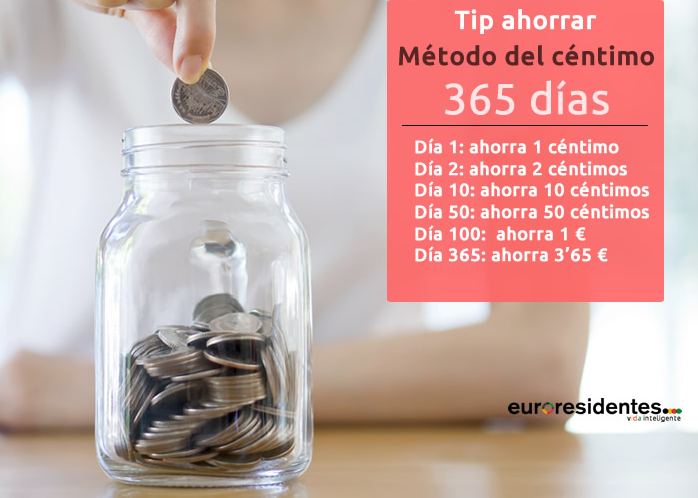 Tip ahorrar
Método del céntimo
365 días
Día 1: ahorra 1 céntimo
Día 2: ahorra 2 céntimos
Día 10: ahorra 10 céntimos
Día 50: ahorra 50 céntimos
Día 100:  ahorra 1 €
Día 365: ahorra 3’65 €
euroresidentes
vida inteligente